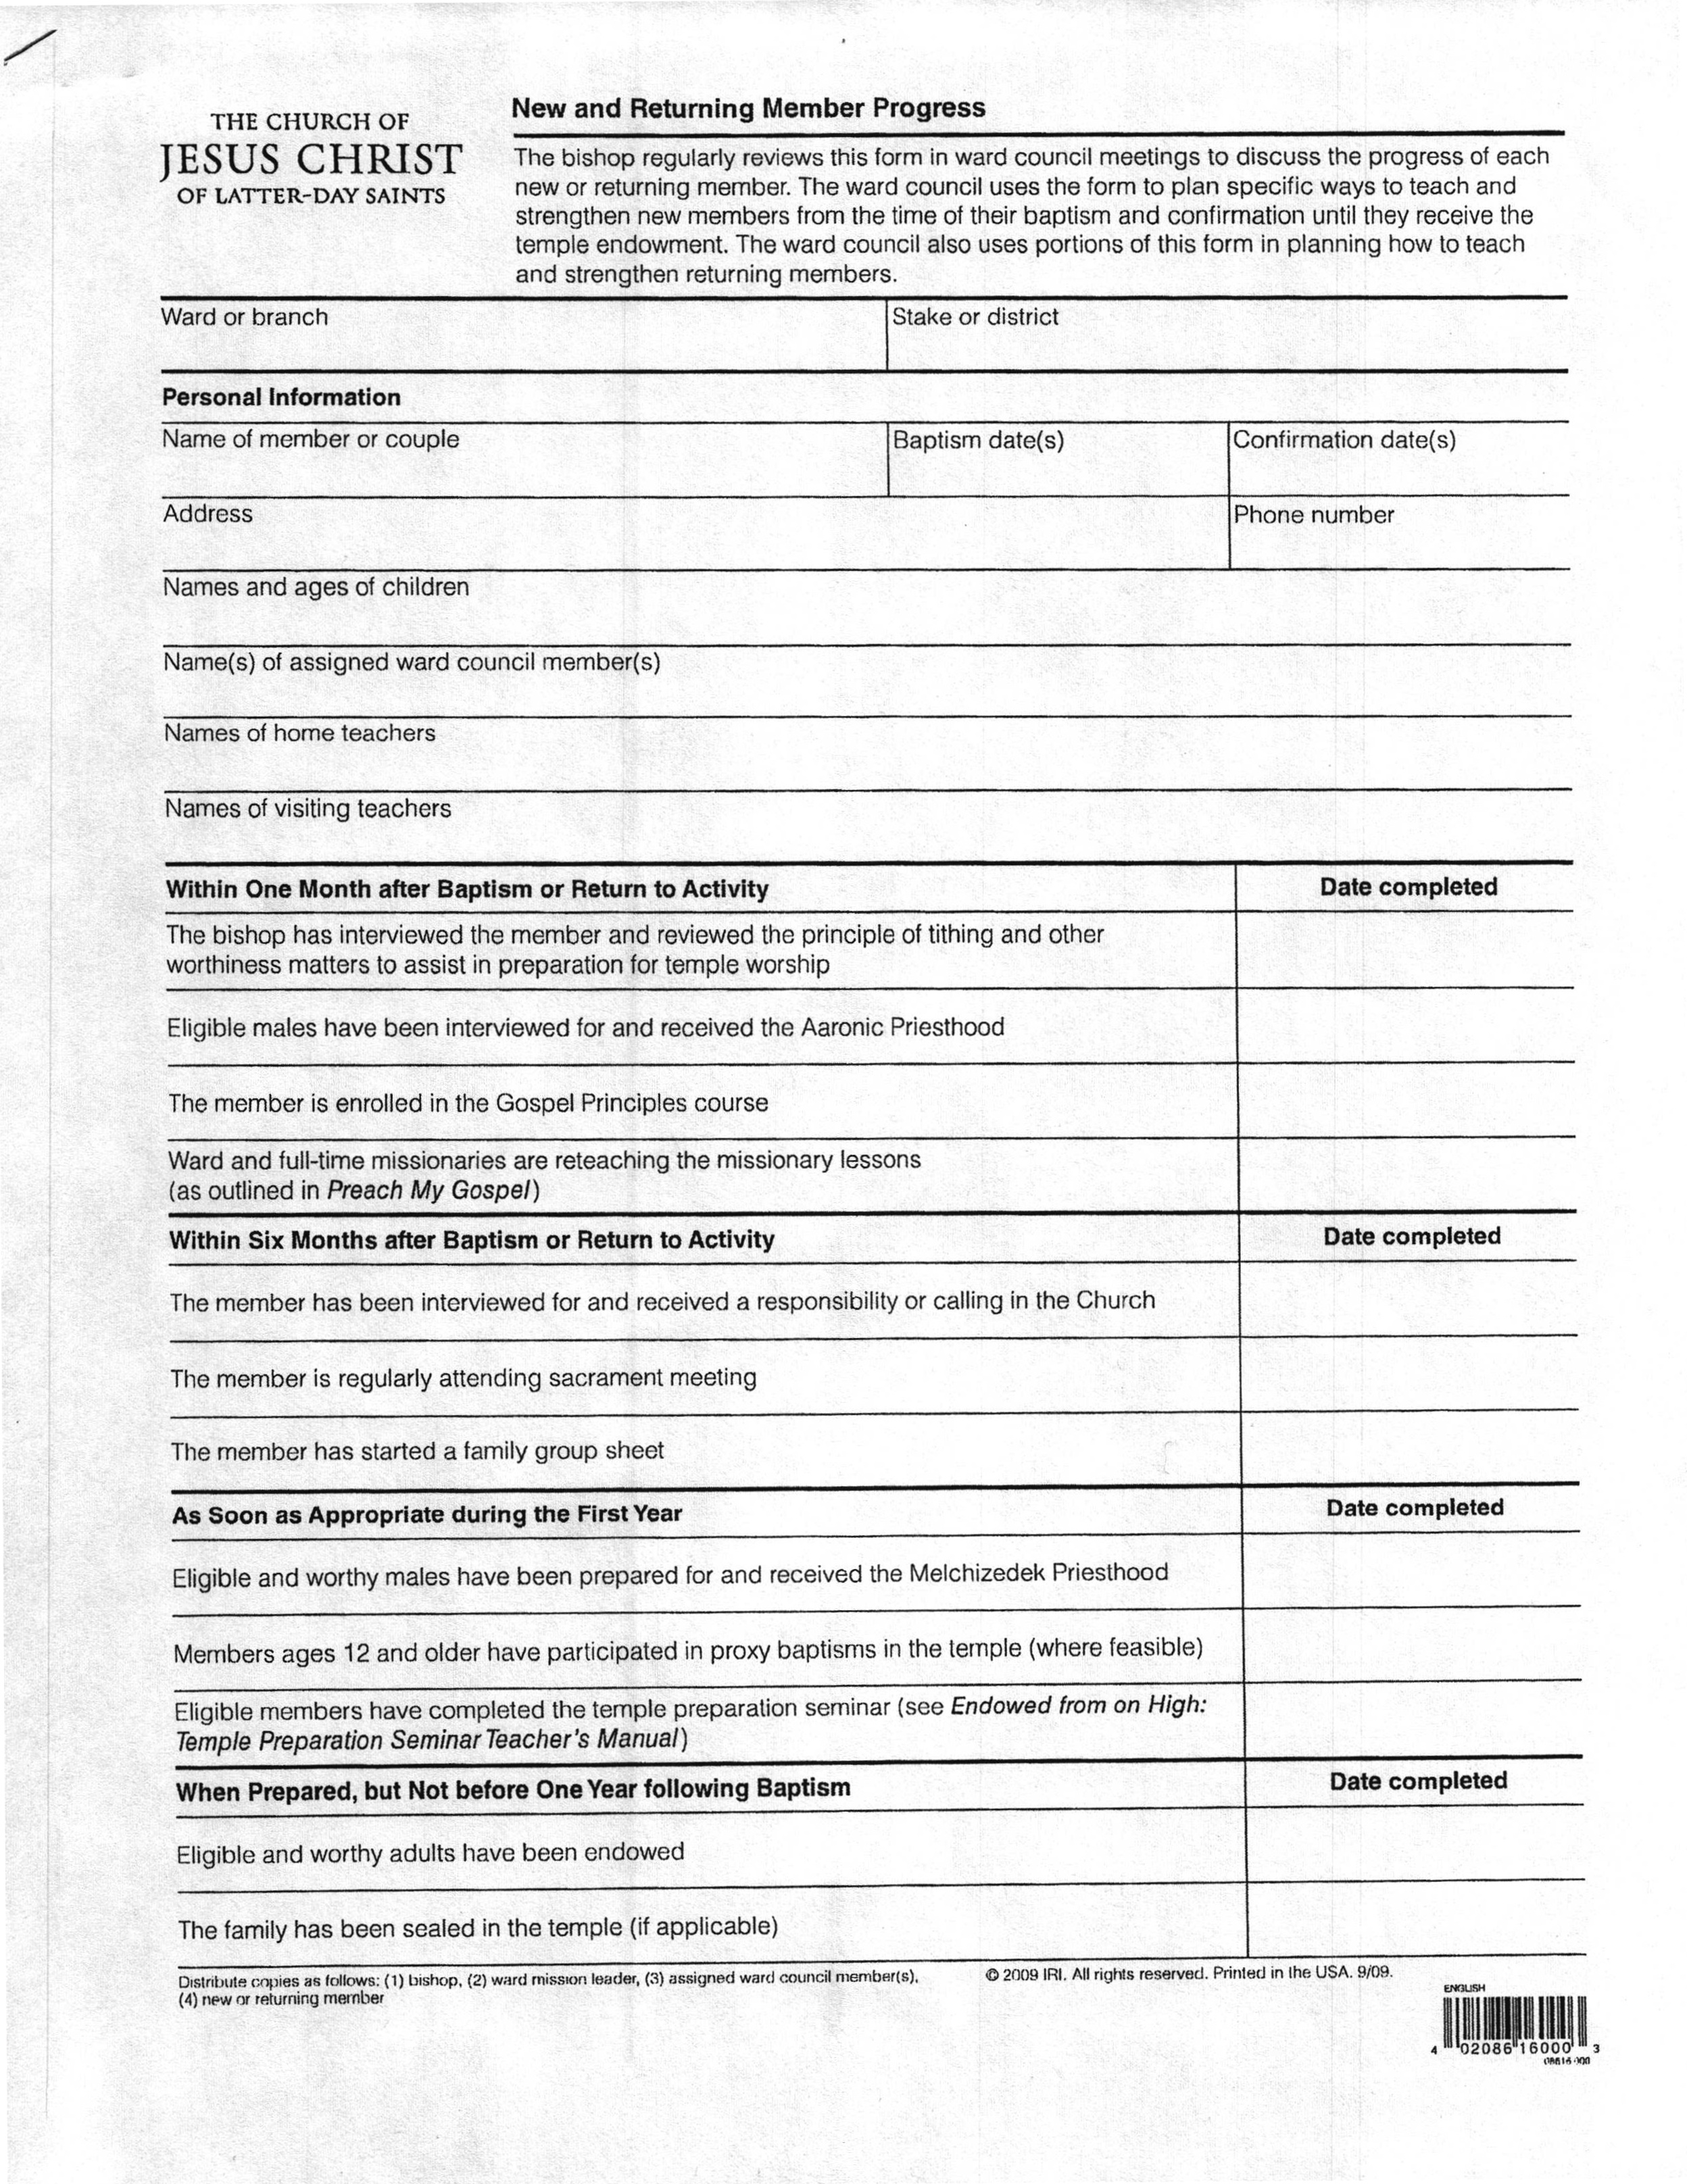 THE CHURCH OF
JESUS CHRIST
OF LATTER-DAY SAINTS
New and Returning Member Progress
The bishop regularly reviews this form in ward council meetings to discuss the progress of each
new or returning member. The ward council uses the form to plan specific ways to teach and
strengthen new members from the time of their baptism and confirmation until they receive the
temple endowment. The ward council also uses portions of this form in planning how to teach
and strengthen returning members.
Ward or branch
Stake or district
Personal Information
Name of member or couple
Baptism date(s)
Confirmation date(s)
Address
Phone number
Names and ages of children
Name(s) of assigned ward council member(s)
Names of home teachers
Names of visiting teachers
Within One Month after Baptism or Return to Activity
Date completed
The bishop has interviewed the member and reviewed the principle of tithing and other
worthiness matters to assist in preparation for temple worship
Eligible males have been interviewed for and received the Aaronic Priesthood
The member is enrolled in the Gospel Principles course
Ward and full-time missionaries are reteaching the missionary lessons
(as outlined in Preach My Gospel)
Within Six Months after Baptism or Return to Activity
Date completed
The member has been interviewed for and received a responsibility or calling in the Church
The member is regularly attending sacrament meeting
The member has started a family group sheet
As Soon as Appropriate during the First Year
Date completed
Eligible and worthy males have been prepared for and received the Melchizedek Priesthood
Members ages 12 and older have participated in proxy baptisms in the temple (where feasible)
Eligible members have completed the temple preparation seminar (see Endowed from on High:
Temple Preparation Seminar Teacher's Manual)
When Prepared, but Not before One Year following Baptism
Date completed
Eligible and worthy adults have been endowed
The family has been sealed in the temple (if applicable)
Distribute copies as follows: (1) bishop, (2) ward mission leader, (3) assigned ward council member(s),
(4) new or returning member
© 2009 IRI. All rights reserved. Printed in the USA. 9/09.
ENGLISH
4 02086 16000 3